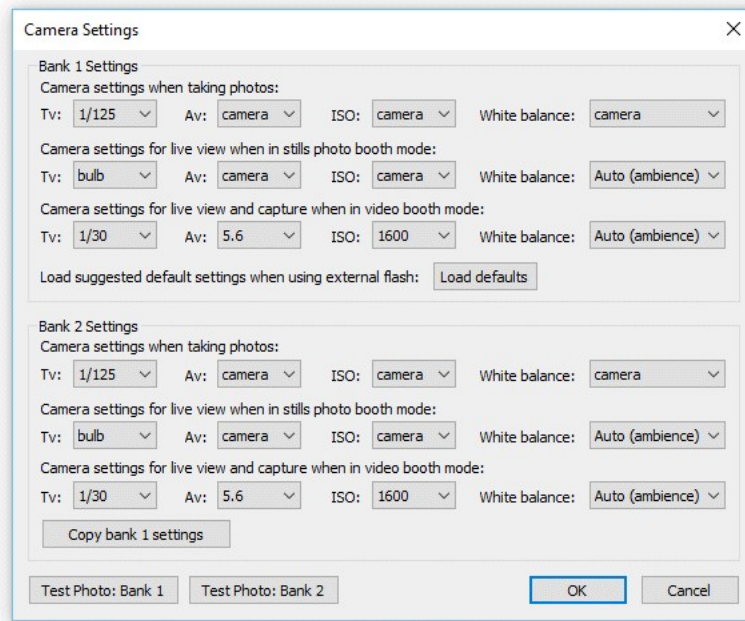 Camera Settings
Bank 1 Settings
Camera settings when taking photos:
Tv: 1/125 Av: camera ISO: camera White balance: camera
Camera settings for live view when in stills photo booth mode:
Tv: bulb Av: camera ISO: camera White balance: Auto (ambience)
Camera settings for live view and capture when in video booth mode:
Tv: 1/30 Av: 5.6 ISO: 1600 White balance: Auto (ambience)
Load suggested default settings when using external flash: Load defaults
Bank 2 Settings
Camera settings when taking photos:
Tv: 1/125 Av: camera ISO: camera White balance: camera
Camera settings for live view when in stills photo booth mode:
Tv: bulb Av: camera ISO: camera White balance: Auto (ambience)
Camera settings for live view and capture when in video booth mode:
Tv: 1/30 Av: 5.6 ISO: 1600 White balance: Auto (ambience)
Copy bank 1 settings
Test Photo: Bank 1 Test Photo: Bank 2 OK Cancel